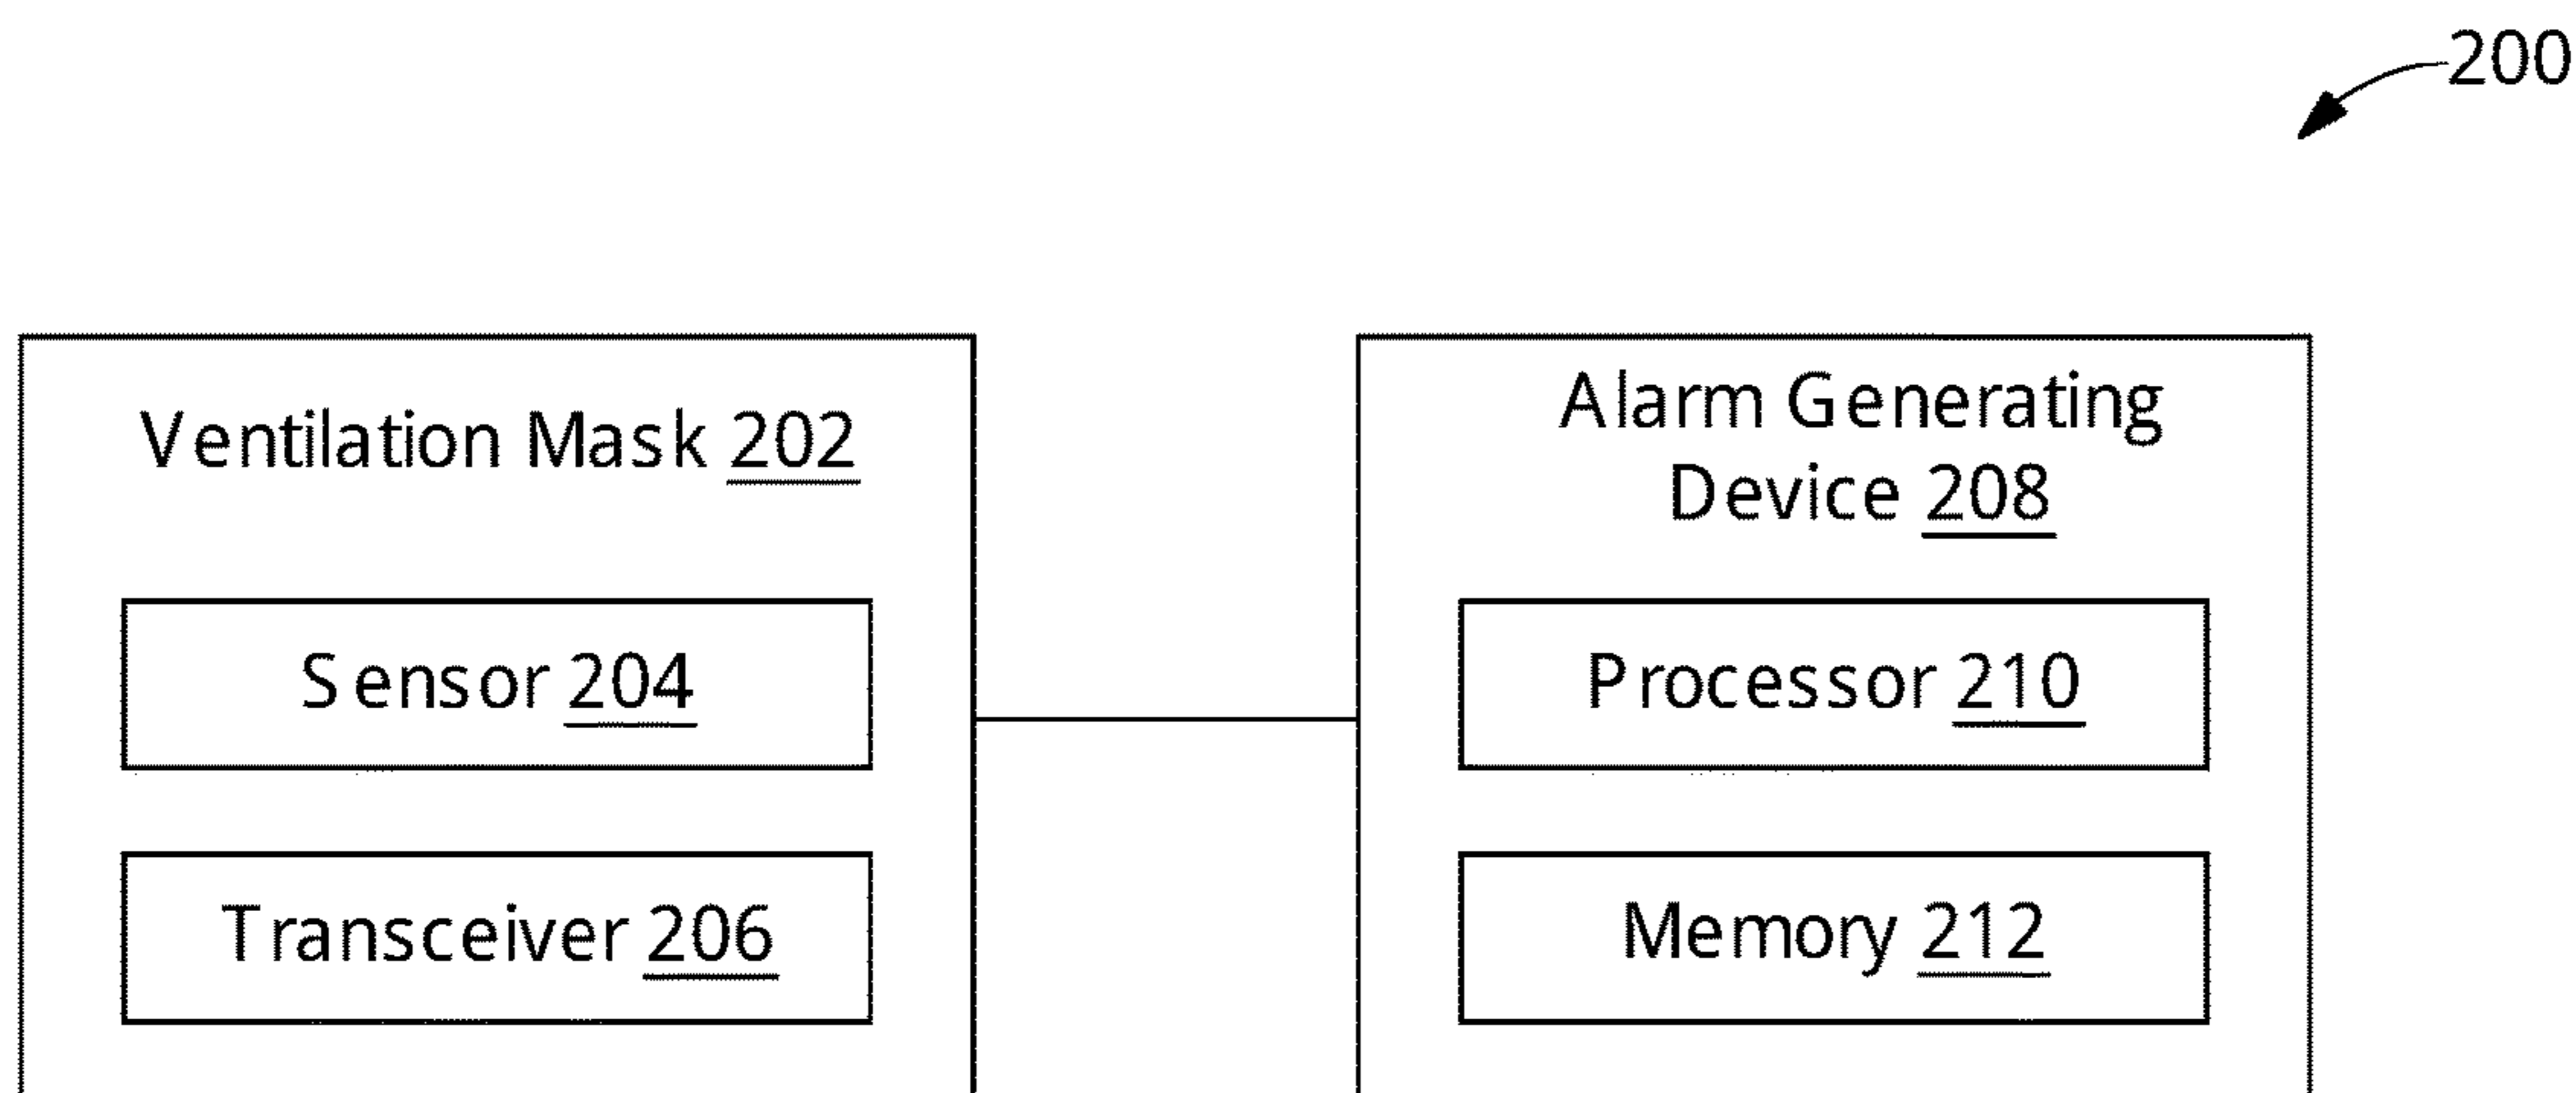 200
Ventilation Mask 202
Sensor 204
Transceiver 206
Alarm Generating
Device 208
Processor 210
Memory 212